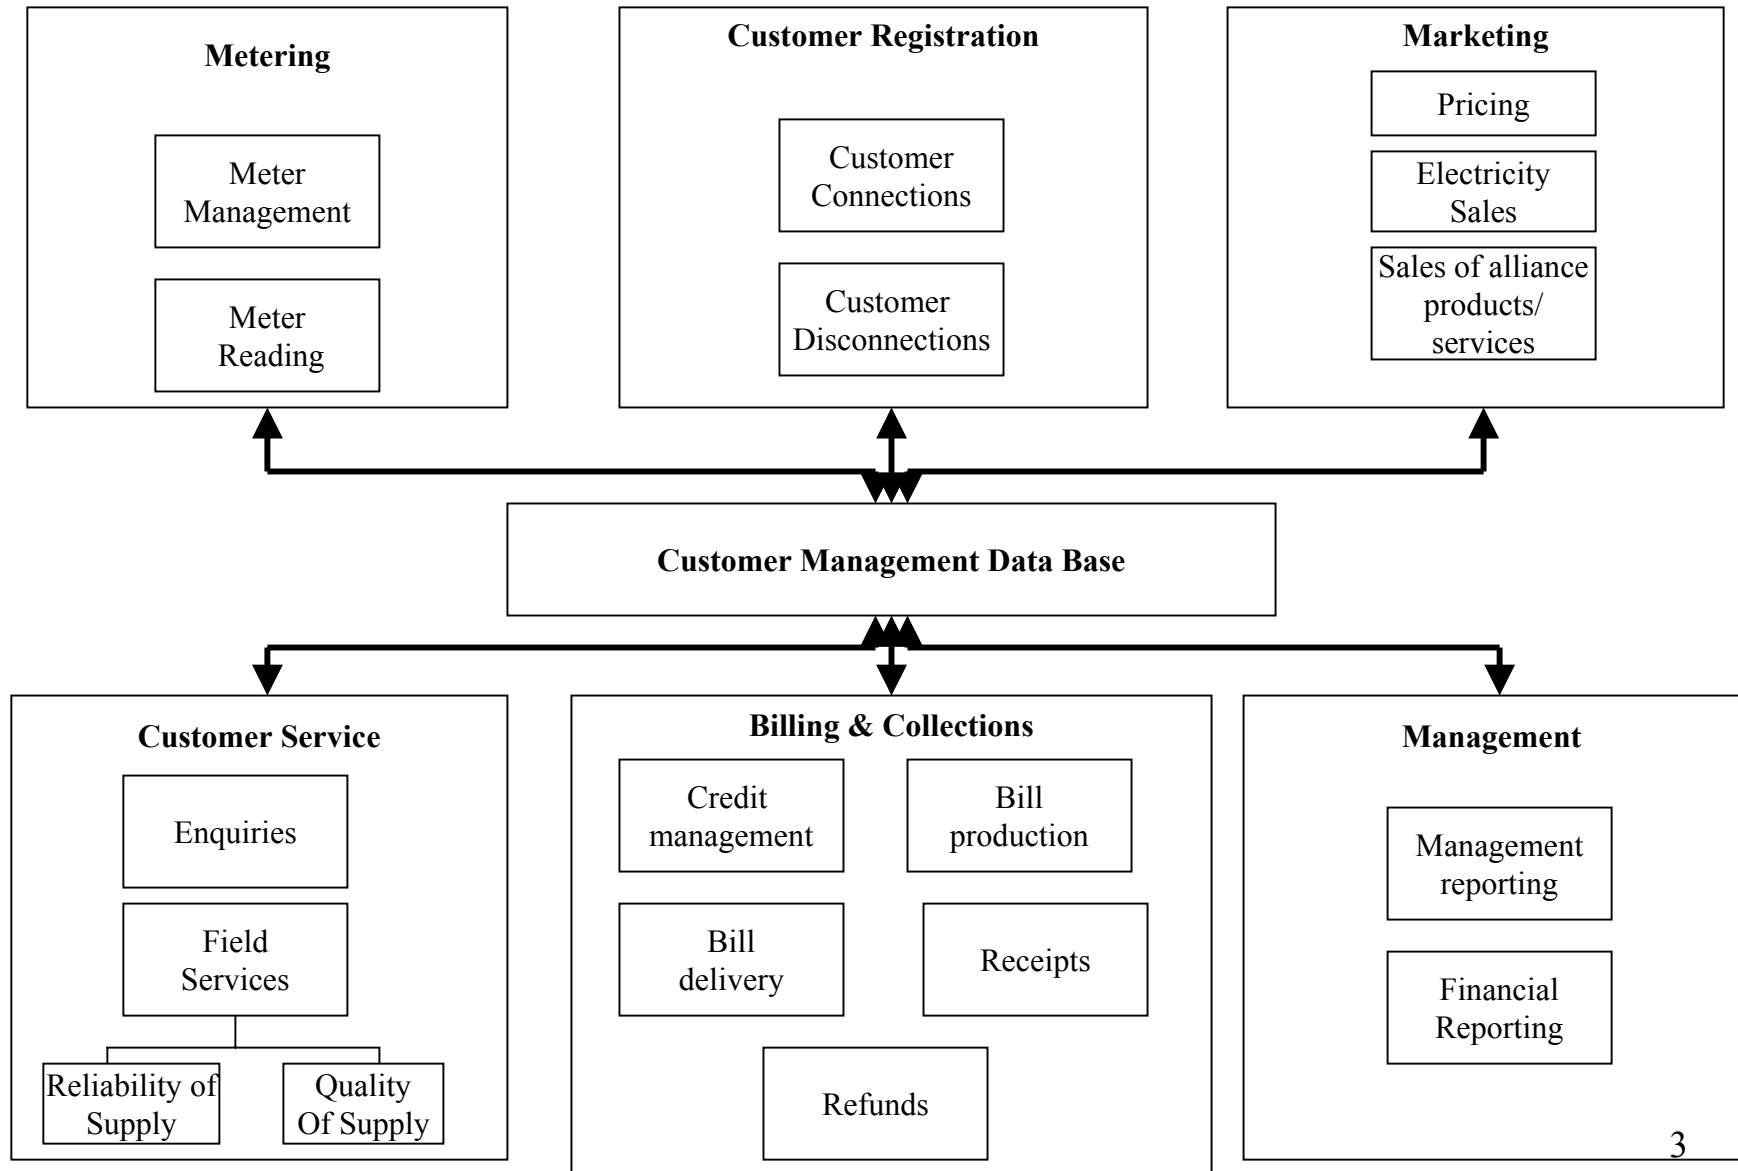 Metering
Meter
Management
Meter
Reading
Customer Registration
Customer
Connections
Customer
Disconnections
Marketing
Pricing
Electricity
Sales
Sales of alliance
products/
services
Customer Management Data Base
Customer Service
Enquiries
Field
Services
Reliability of
Supply
Quality
Of Supply
Billing & Collections
Credit
management
Bill
production
Bill
delivery
Receipts
Refunds
Management
Management
reporting
Financial
Reporting
3